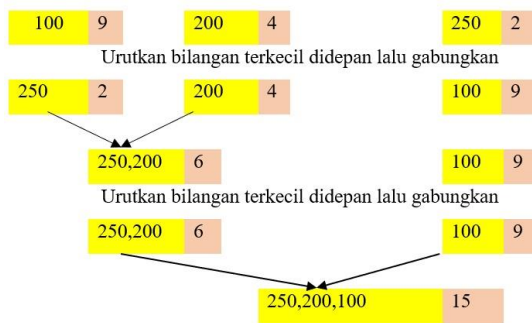 100 9 200 4 250 2
Urutkan bilangan terkecil didepan lalu gabungkan
250 2 200 4 100 9
250,200 6 100 9
Urutkan bilangan terkecil didepan lalu gabungkan
250,200 6 100 9
250,200,100 15